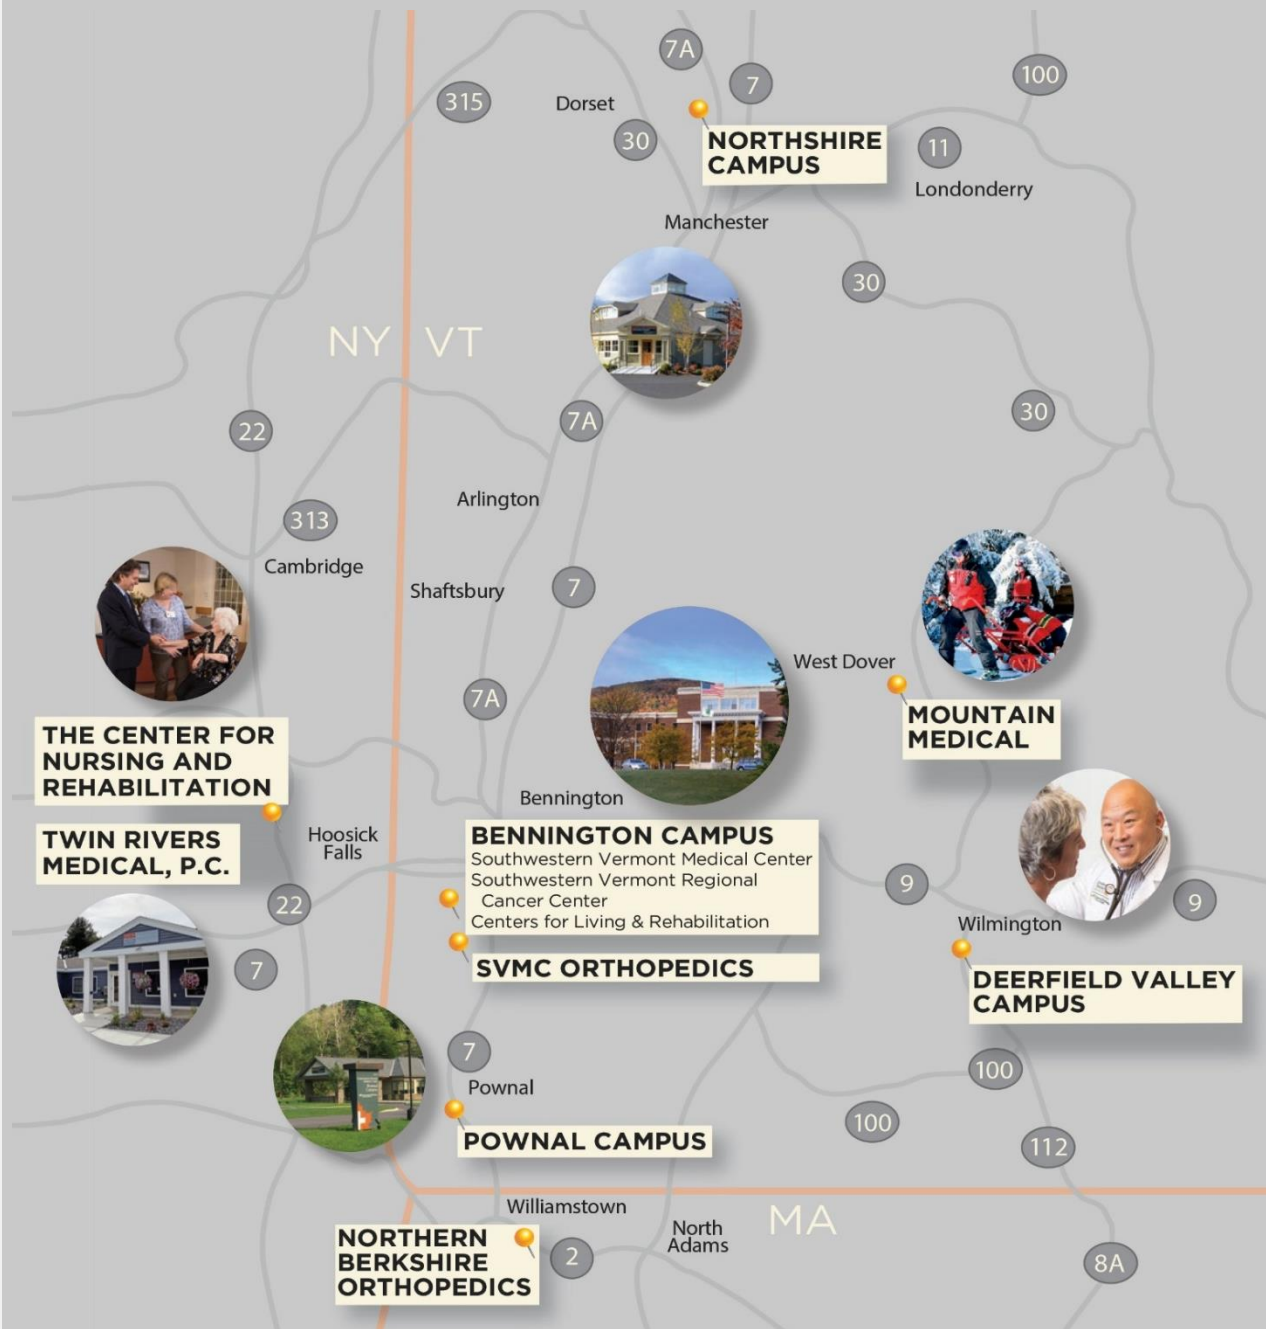 7A
7
100
315
Dorset
30
NORTHSHIRE
CAMPUS
11
Londonderry
Manchester
30
NY
VT
22
7A
30
Arlington
313
Cambridge
Shaftsbury
7
West Dover
7A
MOUNTAIN
MEDICAL
THE CENTER FOR
NURSING AND
REHABILITATION
TWIN RIVERS
MEDICAL, P.C.
Hoosick
Falls
Bennington
BENNINGTON CAMPUS
Southwestern Vermont Medical Center
Southwestern Vermont Regional
Cancer Center
Centers for Living & Rehabilitation
SVMC ORTHOPEDICS
22
7
9
9
Wilmington
DEERFIELD VALLEY
CAMPUS
7
Pownal
POWNAL CAMPUS
100
100
112
MA
Williamstown
North
Adams
NORTHERN
BERKSHIRE
ORTHOPEDICS
2
8A